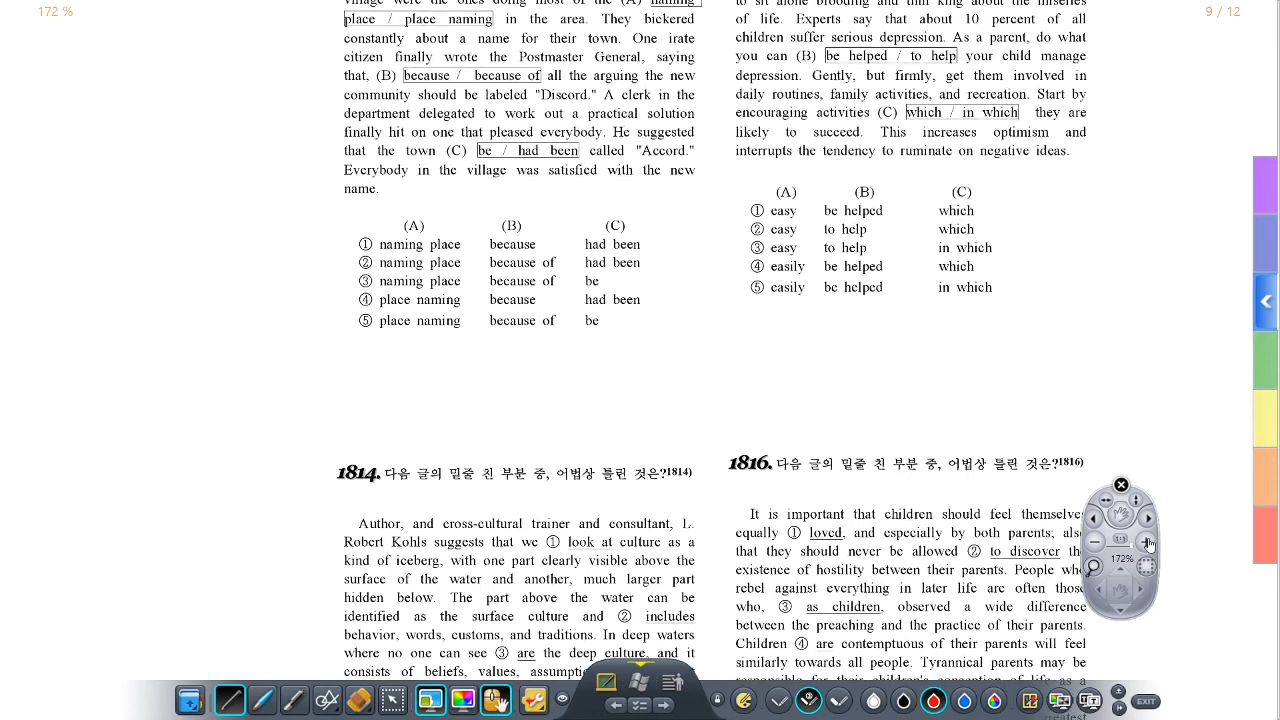 172 %
9 / 12
village were the ones doing most of the (A) naming
place / place naming in the area. They bickered
constantly about a name for their town. One irate
citizen finally wrote the Postmaster General, saying
that, (B) because / because of all the arguing the new
community should be labeled "Discord." A clerk in the
department delegated to work out a practical solution
finally hit on one that pleased everybody. He suggested
that the town (C) be / had been called "Accord."
Everybody in the village was satisfied with the new
name.
(A) (B) (C)
① naming place because had been
② naming place because of had been
③ naming place because of be
④ place naming because had been
⑤ place naming because of be
1814. 다음 글의 밑줄 친 부분 중, 어법상 틀린 것은?1814)
Author, and cross-cultural trainer and consultant, L.
Robert Kohls suggests that we ① look at culture as a
kind of iceberg, with one part clearly visible above the
surface of the water and another, much larger part
hidden below. The part above the water can be
identified as the surface culture and ② includes
behavior, words, customs, and traditions. In deep waters
where no one can see ③ are the deep culture, and it
consists of beliefs, values,
to sit alone brooding and thin king about the miseries
of life. Experts say that about 10 percent of all
children suffer serious depression. As a parent, do what
you can (B) be helped / to help your child manage
depression. Gently, but firmly, get them involved in
daily routines, family activities, and recreation. Start by
encouraging activities (C) which / in which they are
likely to succeed. This increases optimism and
interrupts the tendency to ruminate on negative ideas.
(A) (B) (C)
① easy be helped which
② easy to help which
③ easy to help in which
④ easily be helped which
⑤ easily be helped in which
1816. 다음 글의 밑줄 친 부분 중, 어법상 틀린 것은?1816)
It is important that children should feel themselve
equally ① loved, and especially by both parents; also
that they should never be allowed ② to discover
existence of hostility between their parents. People who
rebel against everything in later life are often those
who, ③ as children, observed a wide difference
between the preaching and the practice of their parents.
Children ④ are contemptuous of their parents will feel
similarly towards all people. Tyrannical parents may be
1:1
172%
EXIT